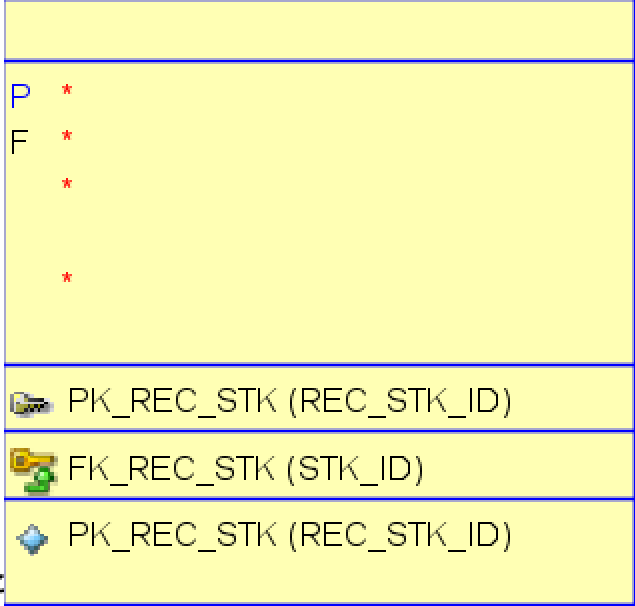 P *
F *
*
*
PK_REC_STK (REC_STK_ID)
FK_REC_STK (STK_ID)
PK_REC_STK (REC_STK_ID)